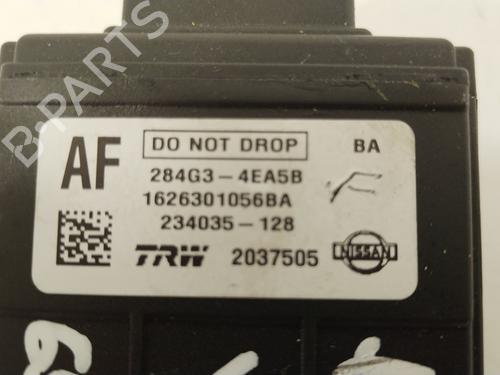 B-PARTS
AF
DO NOT DROP
BA
284G3-4EA5B
1626301056BA
234035-128
TRW 2037505
NISSAN